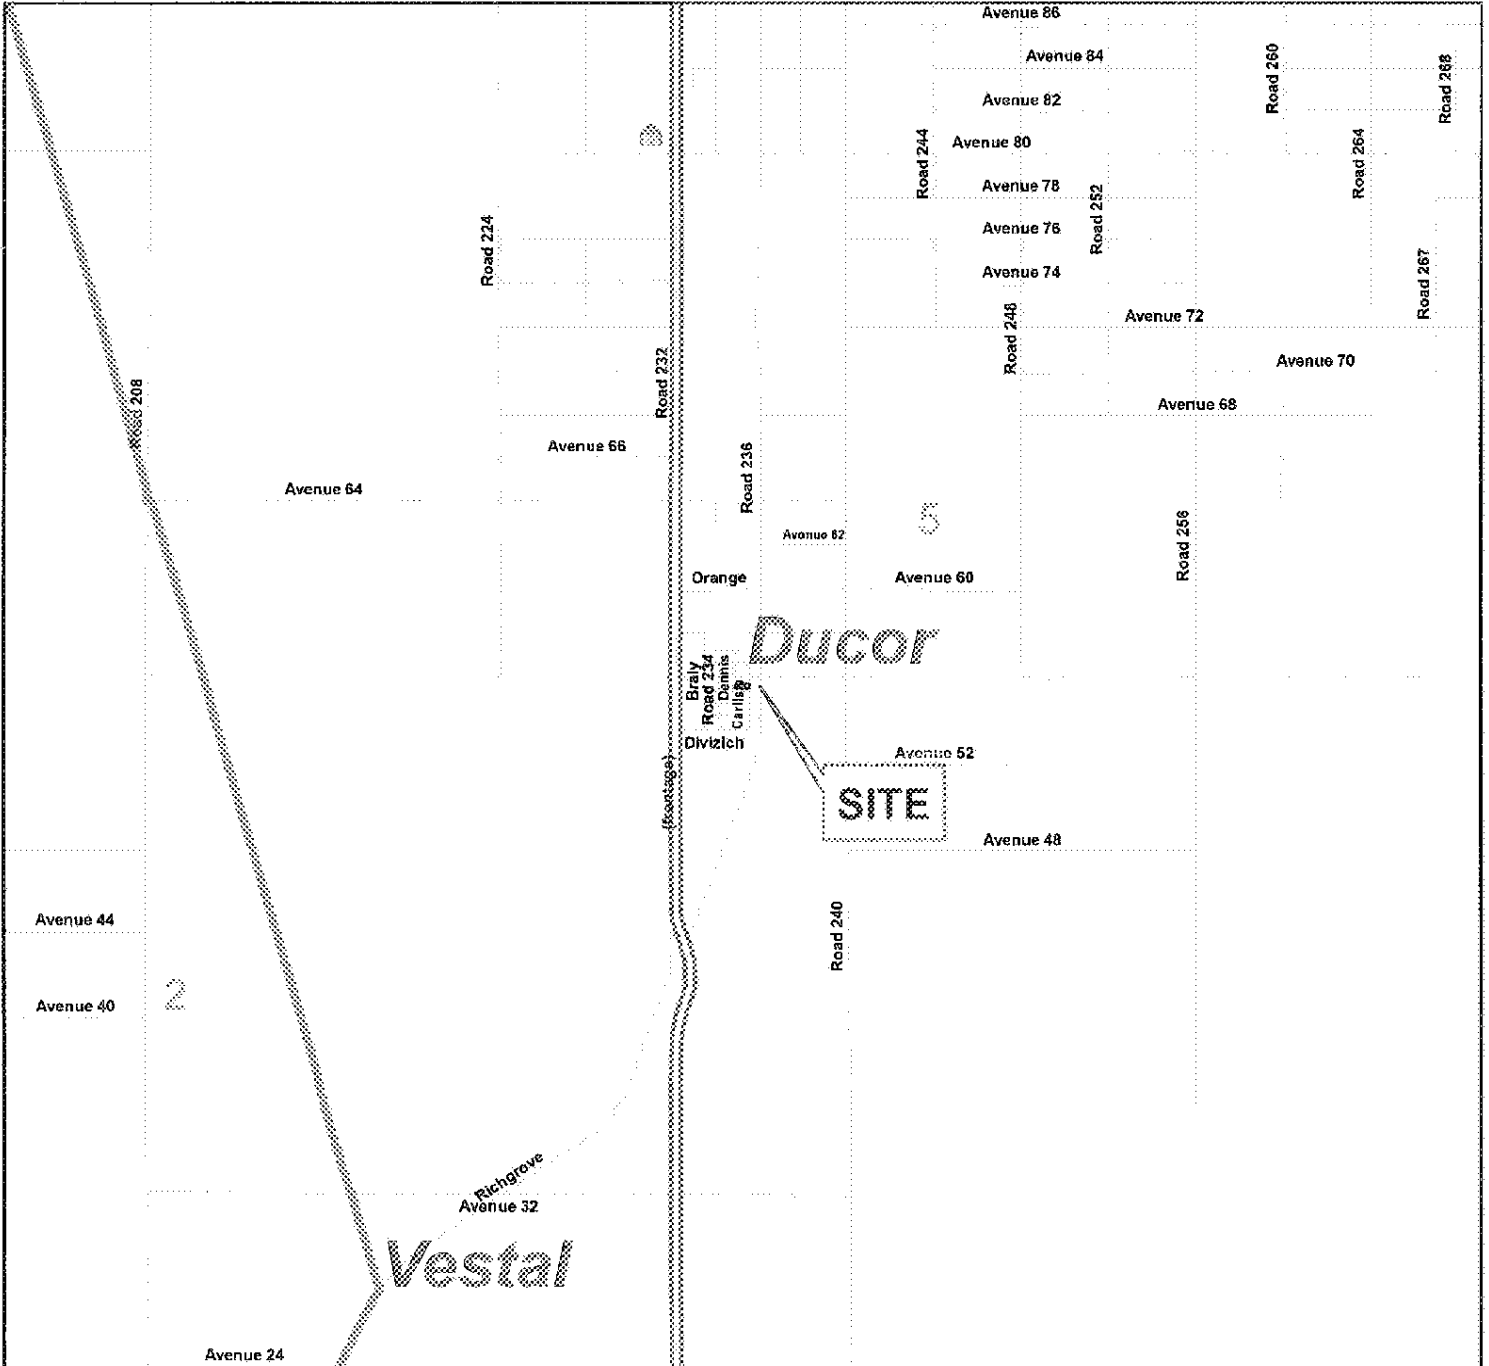 Avenue 86
Avenue 84
Road 260
Road 268
Avenue 82
Avenue 80
Road 244
Road 264
Avenue 78
Road 252
Avenue 76
Road 224
Avenue 74
Road 267
Avenue 72
Road 248
Avenue 70
Road 232
Road 208
Avenue 68
Avenue 66
Road 236
Avenue 64
5
Avenue 62
Road 256
Orange
Avenue 60
Ducor
Braly
Road 234
Dennis
Divizich
Avenue 52
(frontage)
SITE
Avenue 48
Avenue 44
Road 240
2
Avenue 40
Richgrove
Avenue 32
Vestal
Avenue 24